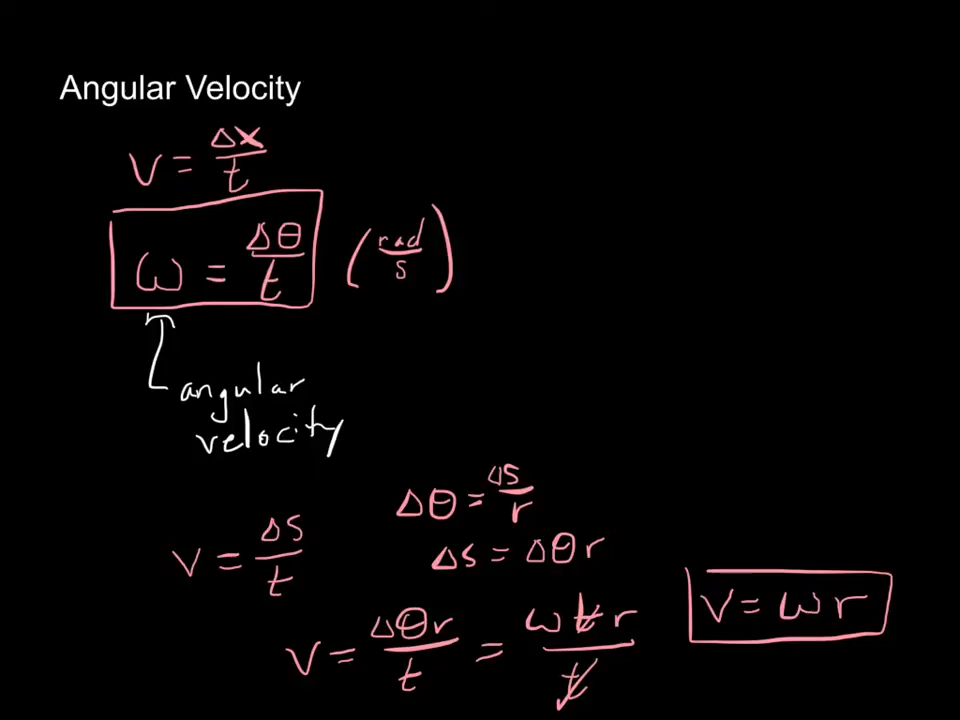 Angular Velocity
v = Δx/t
ω = Δθ/t (rad/s)
angular
velocity
Δθ = Δs/r
v = Δs/t
Δs = Δθr
v = Δθr/t = ωtr/t
v = ωr